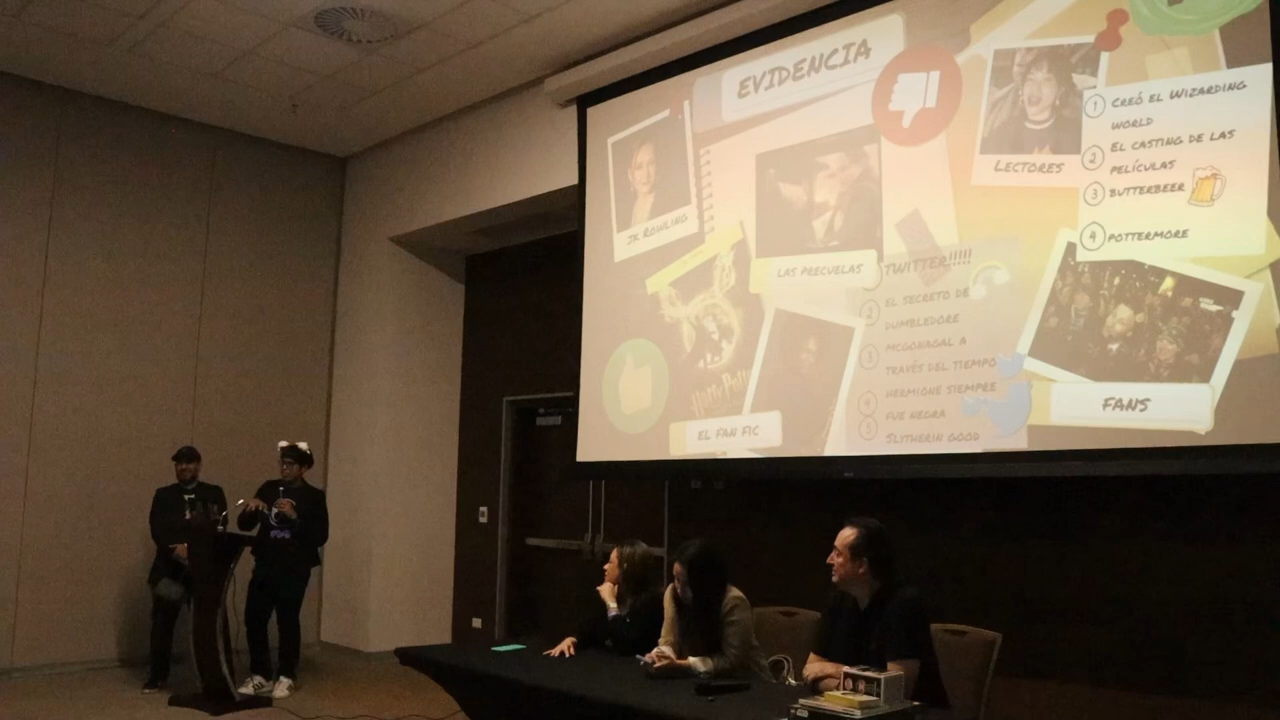 EVIDENCIA
JK ROWLING
LAS PRECUELAS
LECTORES
1 CREÓ EL WIZARDING
WORLD
2 EL CASTING DE LAS
PELÍCULAS
3 BUTTERBEER
4 POTTERMORE
TWITTER!!!!!
2 EL SECRETO DE
DUMBLEDORE
3 MCGONAGAL A
TRAVÉS DEL TIEMPO
4 HERMIONE SIEMPRE
FUE NEGRA
5 SLYTHERIN GOOD
Harry Potter
EL FAN FIC
FANS